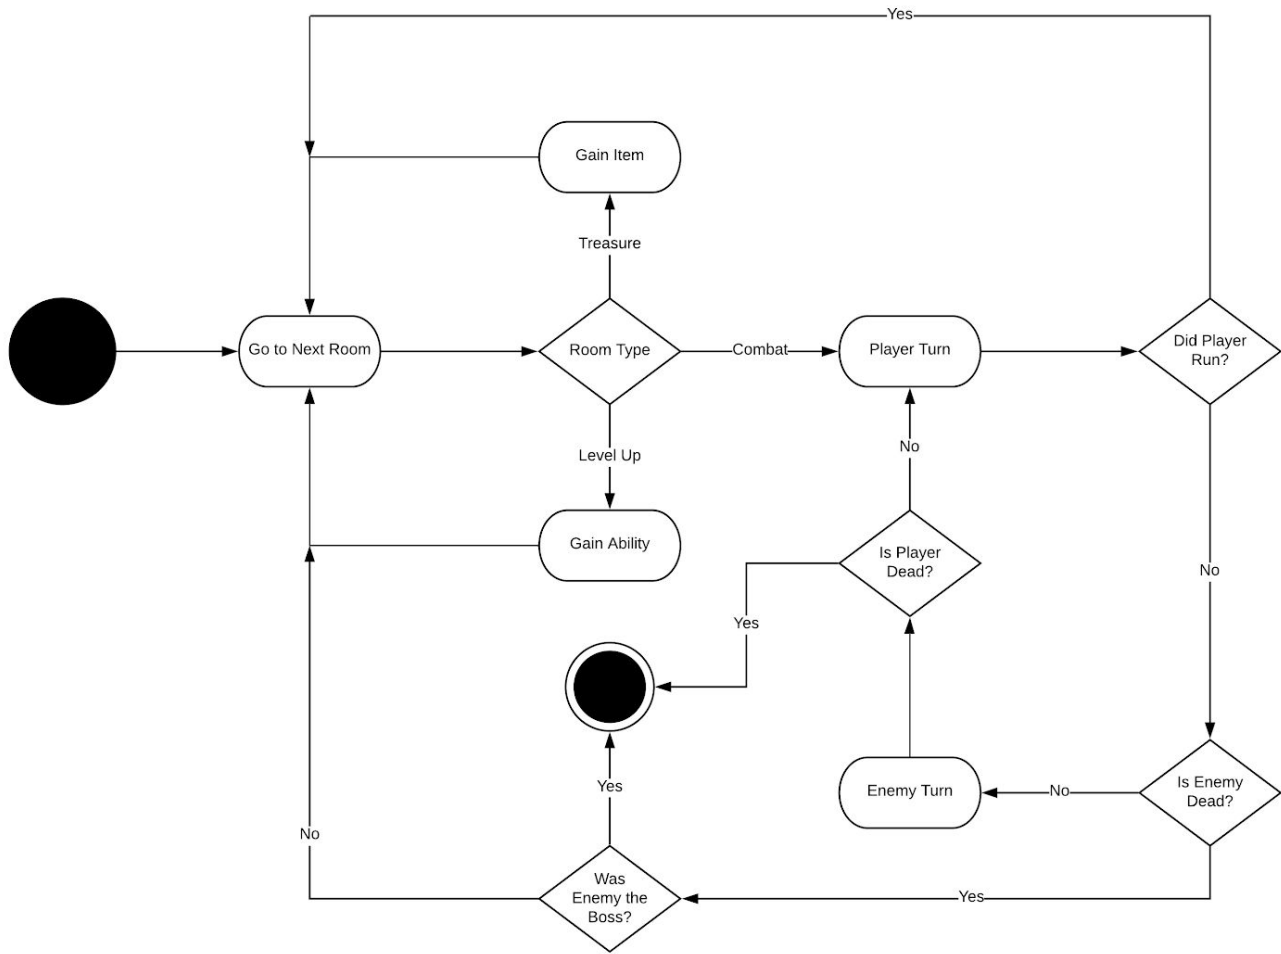 Yes
Gain Item
Treasure
Go to Next Room
Room Type
Combat
Player Turn
Did Player
Run?
No
Level Up
Gain Ability
Is Player
Dead?
No
Yes
Yes
Enemy Turn
No
Is Enemy
Dead?
No
Was
Enemy the
Boss?
Yes